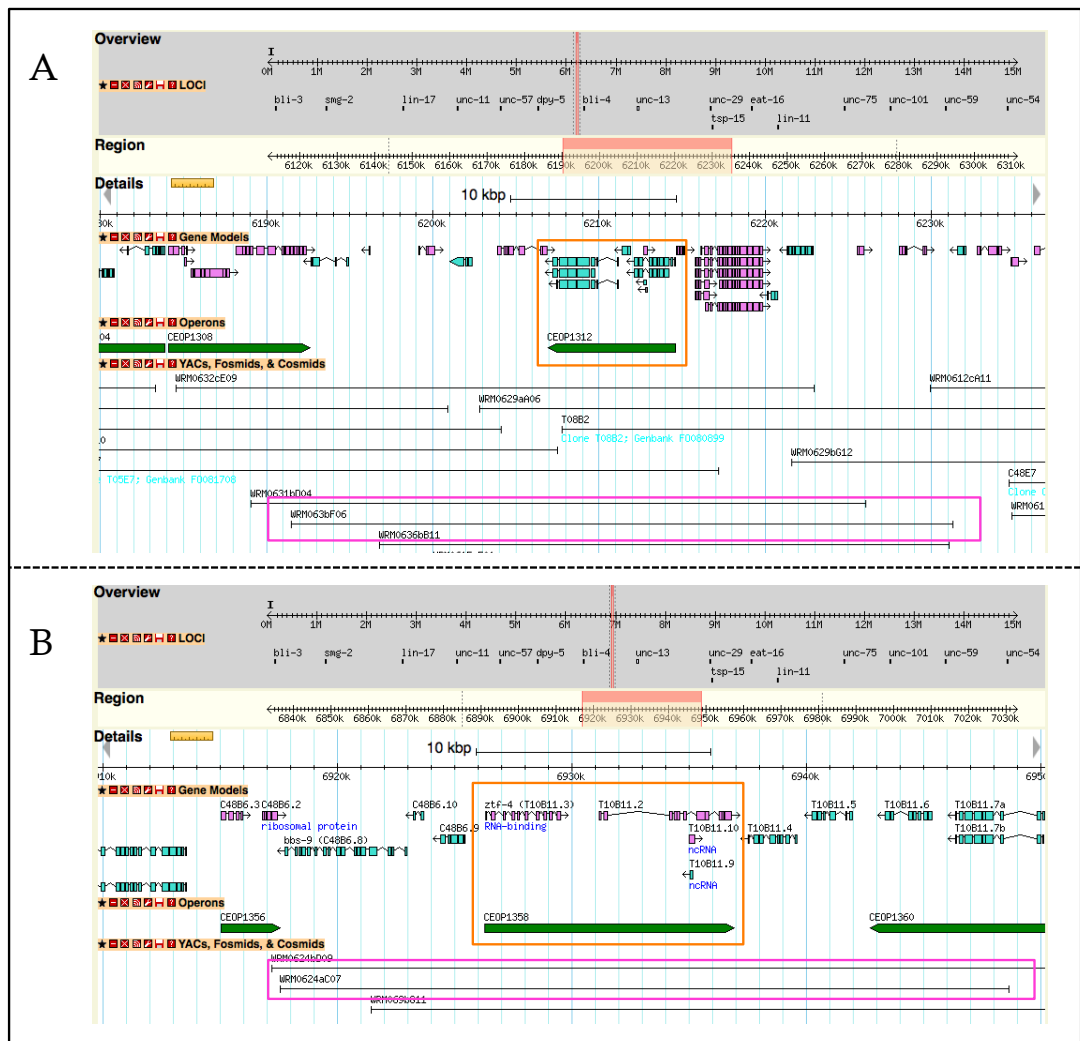 A
Overview
I
0M 1M 2M 3M 4M 5M 6M 7M 8M 9M 10M 11M 12M 13M 14M 15M
LOCI
bli-3 smg-2 lin-17 unc-11 unc-57 dpy-5 bli-4 unc-13 unc-29 eat-16 unc-75 unc-101 unc-59 unc-54
tsp-15 lin-11
Region
6120k 6130k 6140k 6150k 6160k 6170k 6180k 6190k 6200k 6210k 6220k 6230k 6240k 6250k 6260k 6270k 6280k 6290k 6300k 6310k
Details
10 kbp
30k 6190k 6200k 6210k 6220k 6230k
Gene Models
Operons
04 CEOP1308 CEOP1312
YACs, Fosmids, & Cosmids
WRM0632cE09 WRM0612cA11
WRM0629aA06
T08B2
Clone T08B2; Genbank FO080899
WRM0629bG12
T05E7; Genbank FO081708 C48E7
WRM0631bD04 WRM061
WRM063bF06
WRM0636bB11
B
Overview
I
0M 1M 2M 3M 4M 5M 6M 7M 8M 9M 10M 11M 12M 13M 14M 15M
LOCI
bli-3 smg-2 lin-17 unc-11 unc-57 dpy-5 bli-4 unc-13 unc-29 eat-16 unc-75 unc-101 unc-59 unc-54
tsp-15 lin-11
Region
6840k 6850k 6860k 6870k 6880k 6890k 6900k 6910k 6920k 6930k 6940k 6950k 6960k 6970k 6980k 6990k 7000k 7010k 7020k 7030k
Details
10 kbp
10k 6920k 6930k 6940k 695
Gene Models
C48B6.3 C48B6.2 C48B6.10 ztf-4 (T10B11.3) T10B11.2 T10B11.5 T10B11.6 T10B11.7a
ribosomal protein C48B6.9 RNA-binding T10B11.10 T10B11.4 T10B11.7b
bbs-9 (C48B6.8)
ncRNA
T10B11.9
ncRNA
Operons
CEOP1356 CEOP1358 CEOP1360
YACs, Fosmids, & Cosmids
WRM0624bD09
WRM0624aC07